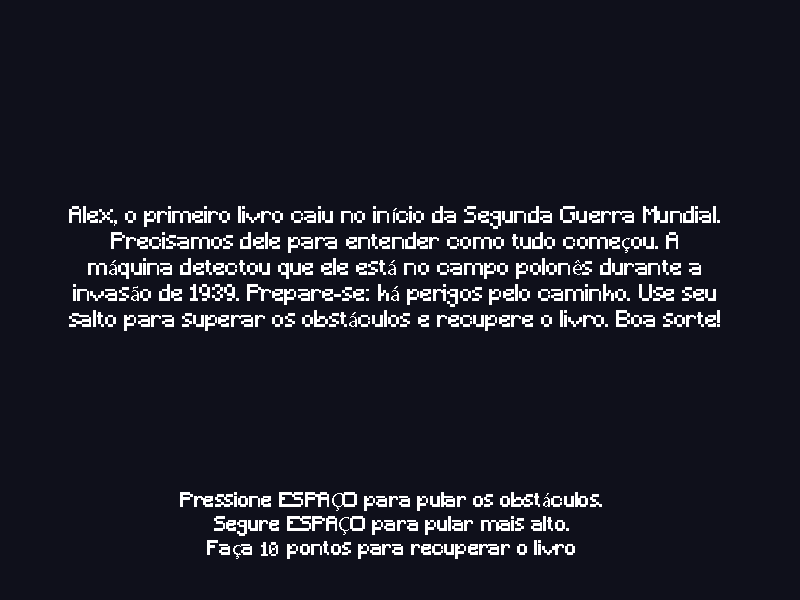 Alex, o primeiro livro caiu no início da Segunda Guerra Mundial.
Precisamos dele para entender como tudo começou. A
máquina detectou que ele está no campo polonês durante a
invasão de 1939. Prepare-se: há perigos pelo caminho. Use seu
salto para superar os obstáculos e recupere o livro. Boa sorte!
Pressione ESPAÇO para pular os obstáculos.
Segure ESPAÇO para pular mais alto.
Faça 10 pontos para recuperar o livro